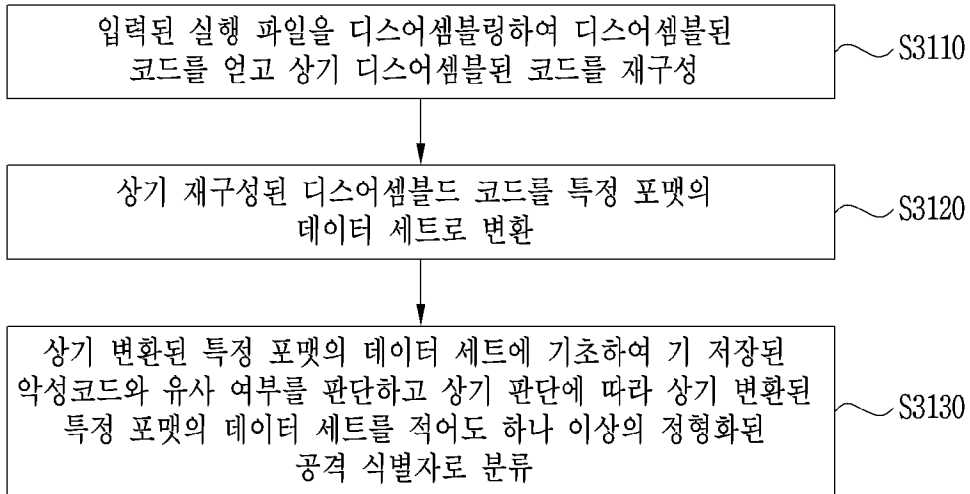 입력된 실행 파일을 디스어셈블링하여 디스어셈블된
코드를 얻고 상기 디스어셈블된 코드를 재구성
S3110
상기 재구성된 디스어셈블드 코드를 특정 포맷의
데이터 세트로 변환
S3120
상기 변환된 특정 포맷의 데이터 세트에 기초하여 기 저장된
악성코드와 유사 여부를 판단하고 상기 판단에 따라 상기 변환된
특정 포맷의 데이터 세트를 적어도 하나 이상의 정형화된
공격 식별자로 분류
S3130